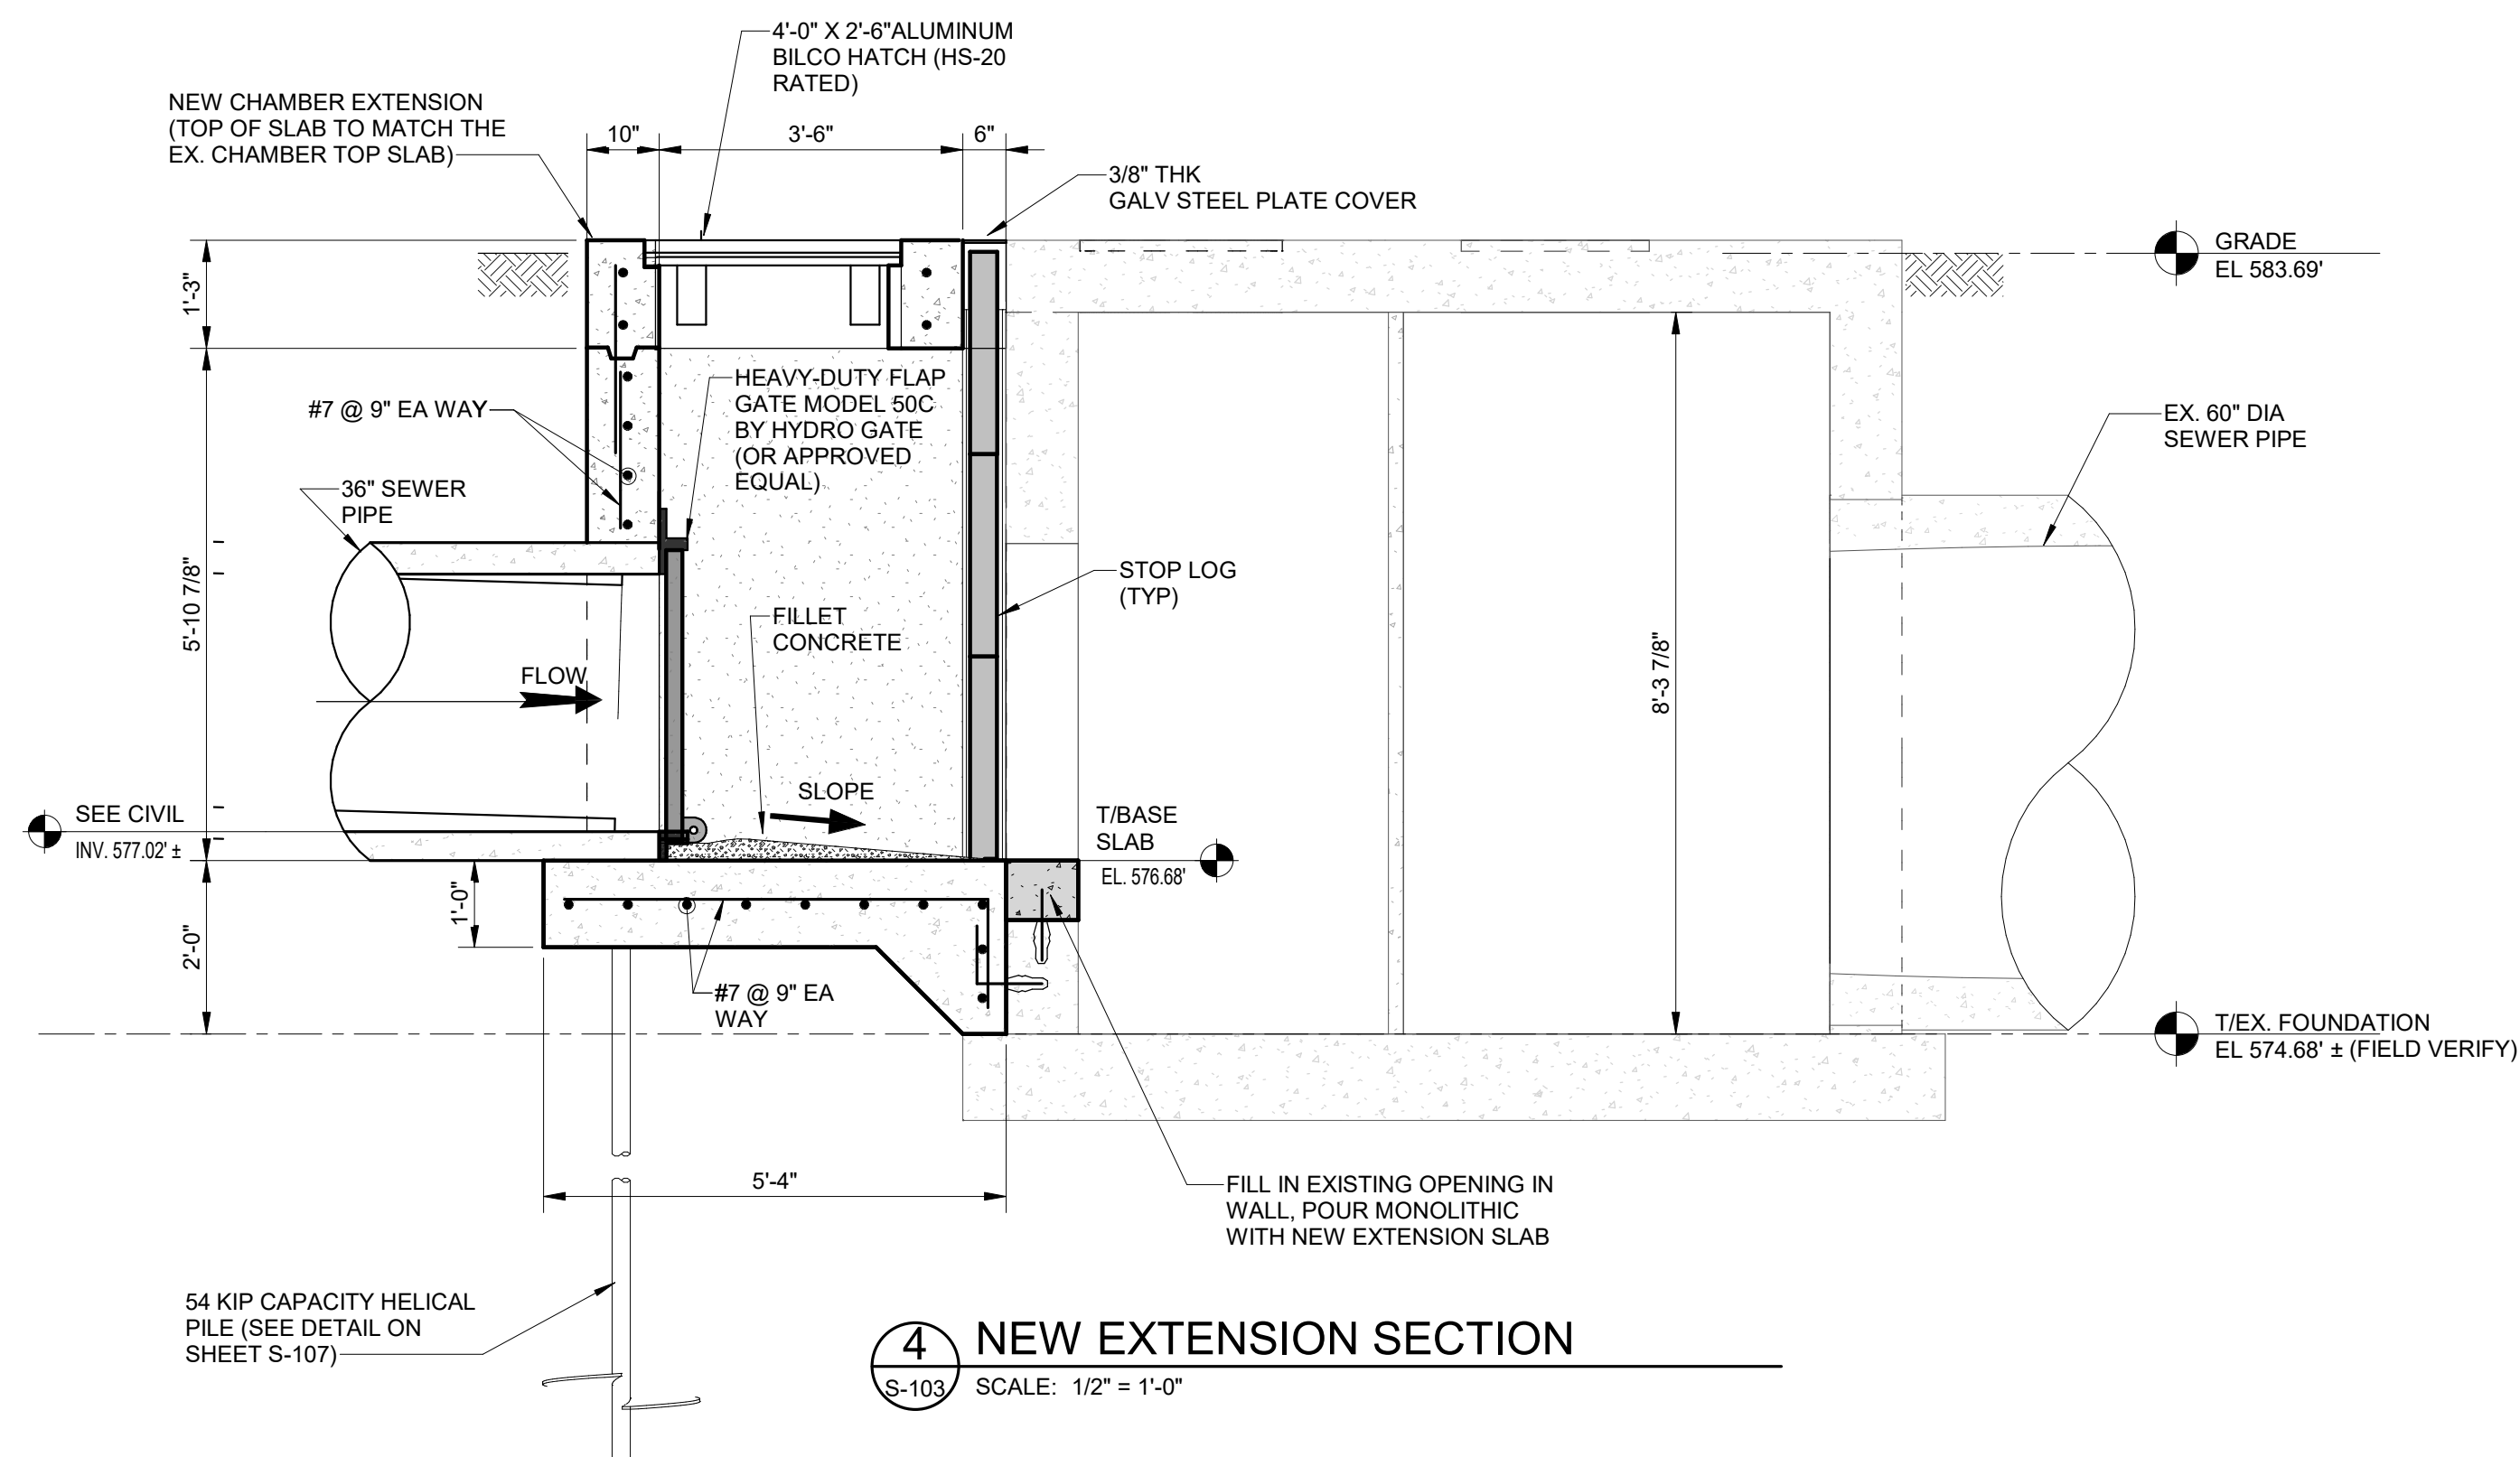 4'-0" X 2'-6"ALUMINUM
BILCO HATCH (HS-20
RATED)
NEW CHAMBER EXTENSION
(TOP OF SLAB TO MATCH THE
EX. CHAMBER TOP SLAB)
10"
3'-6"
6"
3/8" THK
GALV STEEL PLATE COVER
GRADE
EL 583.69'
1'-3"
HEAVY-DUTY FLAP
GATE MODEL 50C
BY HYDRO GATE
(OR APPROVED
EQUAL)
#7 @ 9" EA WAY
EX. 60" DIA
SEWER PIPE
36" SEWER
PIPE
5'-10 7/8"
STOP LOG
(TYP)
FILLET
CONCRETE
8'-3 7/8"
FLOW
SLOPE
SEE CIVIL
INV. 577.02' ±
T/BASE
SLAB
EL. 576.68'
1'-0"
2'-0"
#7 @ 9" EA
WAY
T/EX. FOUNDATION
EL 574.68' ± (FIELD VERIFY)
5'-4"
FILL IN EXISTING OPENING IN
WALL, POUR MONOLITHIC
WITH NEW EXTENSION SLAB
54 KIP CAPACITY HELICAL
PILE (SEE DETAIL ON
SHEET S-107)
4
S-103
NEW EXTENSION SECTION
SCALE: 1/2" = 1'-0"